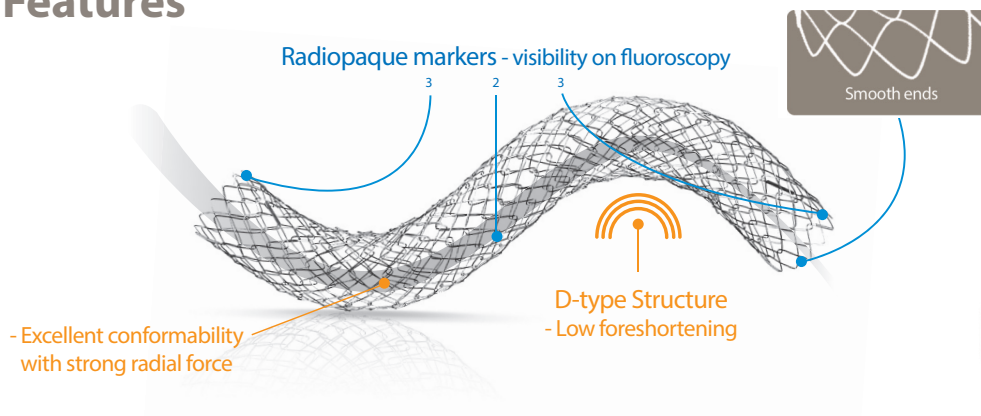 Features
Radiopaque markers - visibility on fluoroscopy
3 2 3
Smooth ends
D-type Structure
- Low foreshortening
- Excellent conformability
with strong radial force